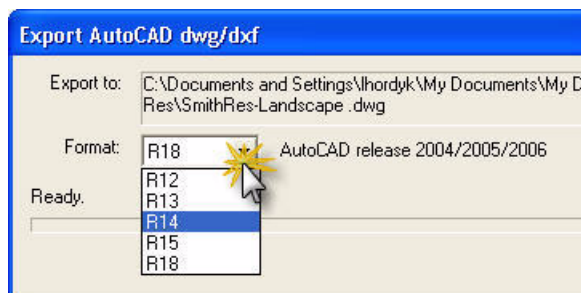 Export AutoCAD dwg/dxf
Export to: C:\Documents and Settings\lhordyk\My Documents\My D
Res\SmithRes-Landscape .dwg
Format: R18 AutoCAD release 2004/2005/2006
R12
R13
Ready.
R14
R15
R18